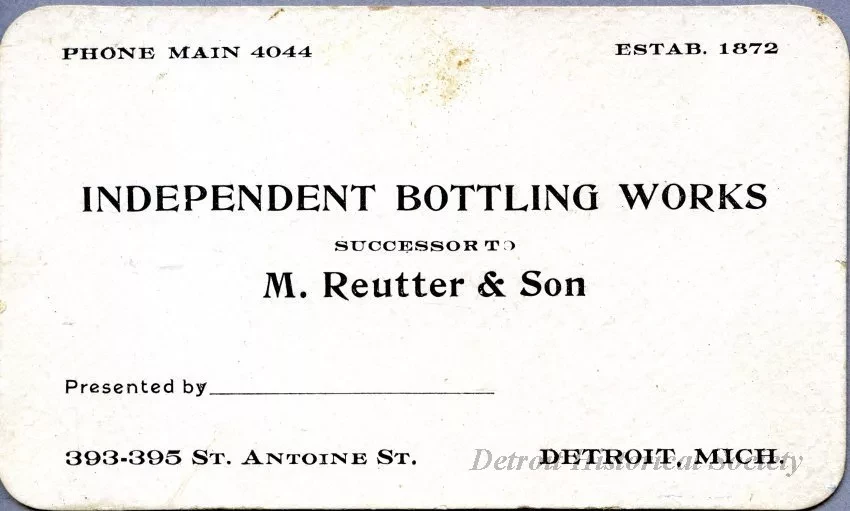 PHONE MAIN 4044
ESTAB. 1872
INDEPENDENT BOTTLING WORKS
SUCCESSOR TO
M. Reutter & Son
Presented by
393-395 ST. ANTOINE ST.
DETROIT, MICH.
Detroit Historical Society